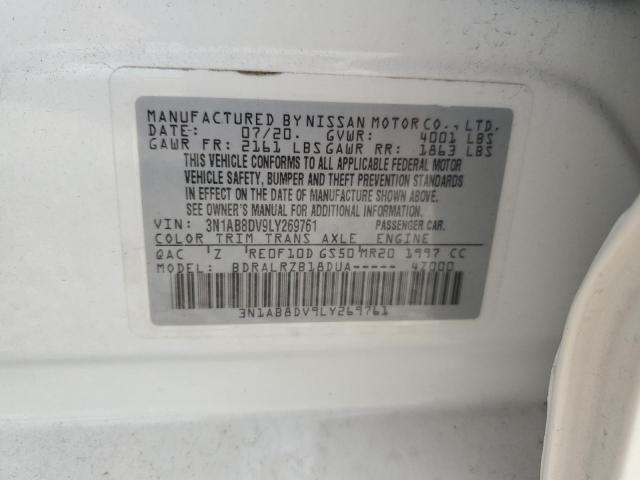 MANUFACTURED BY NISSAN MOTOR CO., LTD.
DATE: 07/20. GVWR: 4001 LBS
GAWR FR: 2161 LBS GAWR RR: 1863 LBS
THIS VEHICLE CONFORMS TO ALL APPLICABLE FEDERAL MOTOR
VEHICLE SAFETY, BUMPER AND THEFT PREVENTION STANDARDS
IN EFFECT ON THE DATE OF MANUFACTURE SHOWN ABOVE.
SEE OWNER'S MANUAL FOR ADDITIONAL INFORMATION.
VIN: 3N1AB8DV9LY269761 PASSENGER CAR.
COLOR TRIM TRANS AXLE ENGINE
QAC Z RE0F10D GS50 MR20 1997 CC
MODEL: BDRALRZB18DUA----- 4Z000
3N1AB8DV9LY269761